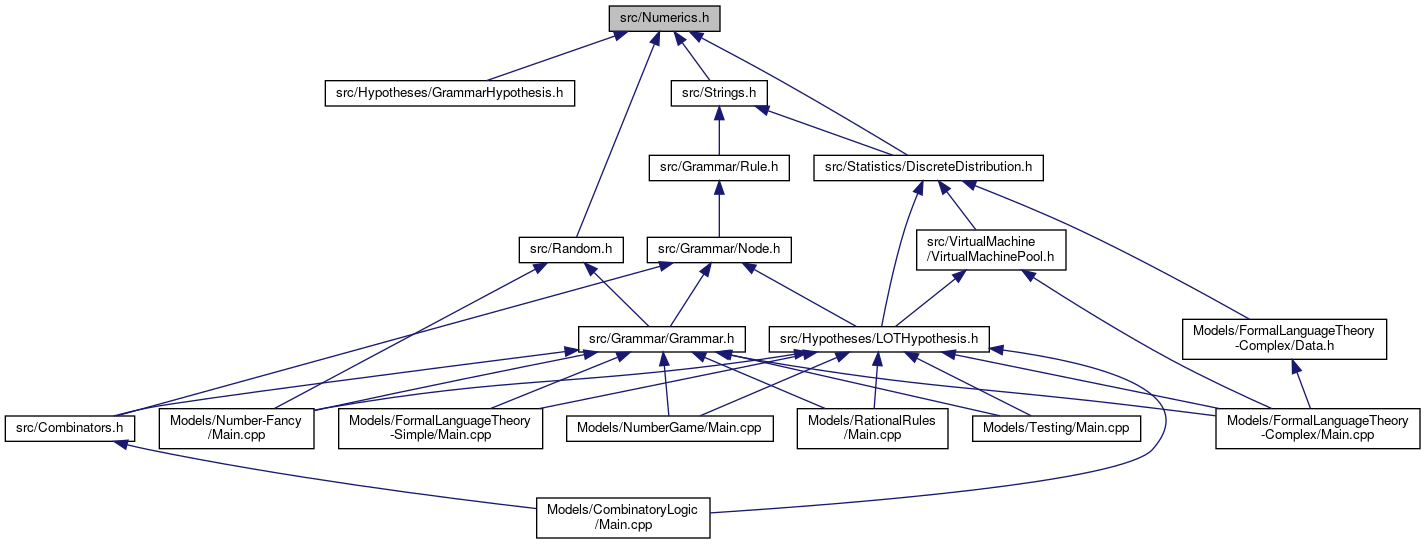 src/Numerics.h
src/Hypotheses/GrammarHypothesis.h
src/Strings.h
src/Grammar/Rule.h
src/Statistics/DiscreteDistribution.h
src/Random.h
src/Grammar/Node.h
src/VirtualMachine
/VirtualMachinePool.h
src/Grammar/Grammar.h
src/Hypotheses/LOTHypothesis.h
Models/FormalLanguageTheory
-Complex/Data.h
src/Combinators.h
Models/Number-Fancy
/Main.cpp
Models/FormalLanguageTheory
-Simple/Main.cpp
Models/NumberGame/Main.cpp
Models/RationalRules
/Main.cpp
Models/Testing/Main.cpp
Models/FormalLanguageTheory
-Complex/Main.cpp
Models/CombinatoryLogic
/Main.cpp